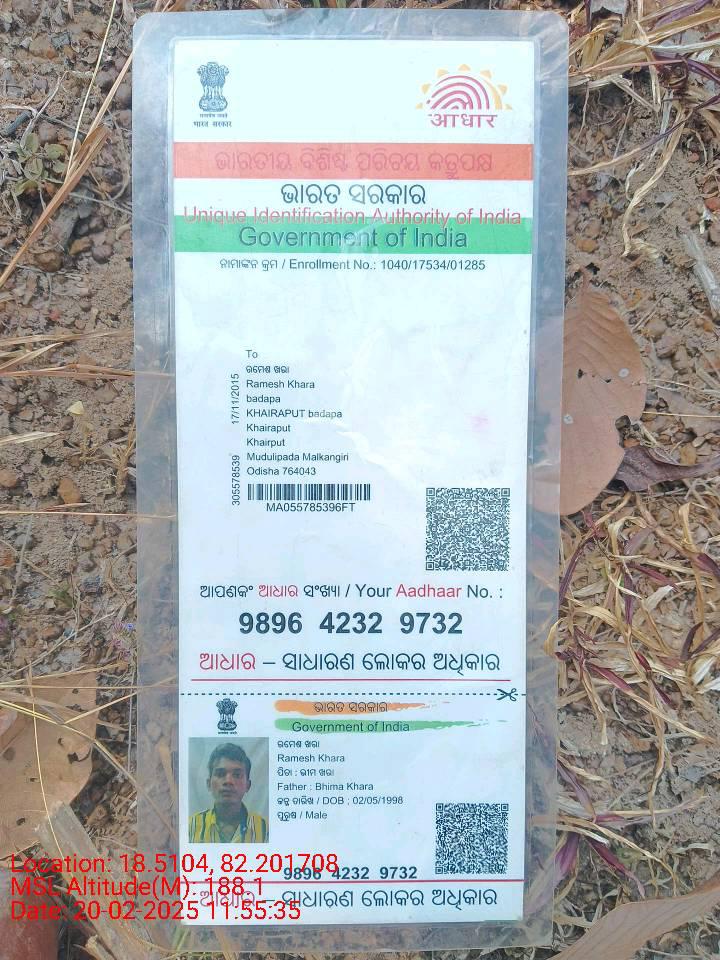 भारत सरकार
आधार
ଭାରତୀୟ ବିଶିଷ୍ଟ ପରିଚୟ କର୍ତ୍ତୃପକ୍ଷ
ଭାରତ ସରକାର
Unique Identification Authority of India
Government of India
ନାମାଙ୍କନ କ୍ରମ / Enrollment No.: 1040/17534/01285
To
ରମେଶ ଖରା
Ramesh Khara
badapa
KHAIRAPUT badapa
Khairaput
Khairput
Mudulipada Malkangiri
Odisha 764043
17/11/2015
305578539
MA055785396FT
ଆପଣଙ୍କ ଆଧାର ସଂଖ୍ୟା / Your Aadhaar No. :
9896 4232 9732
ଆଧାର – ସାଧାରଣ ଲୋକର ଅଧିକାର
ଭାରତ ସରକାର
Government of India
ରମେଶ ଖରା
Ramesh Khara
ପିତା : ଭୀମ ଖରା
Father : Bhima Khara
ଜନ୍ମ ତାରିଖ / DOB : 02/05/1998
ପୁରୁଷ / Male
9896 4232 9732
ଆଧାର – ସାଧାରଣ ଲୋକର ଅଧିକାର
Location: 18.5104, 82.201708
MSL Altitude(M): 188.1
Date: 20-02-2025 11:55:35